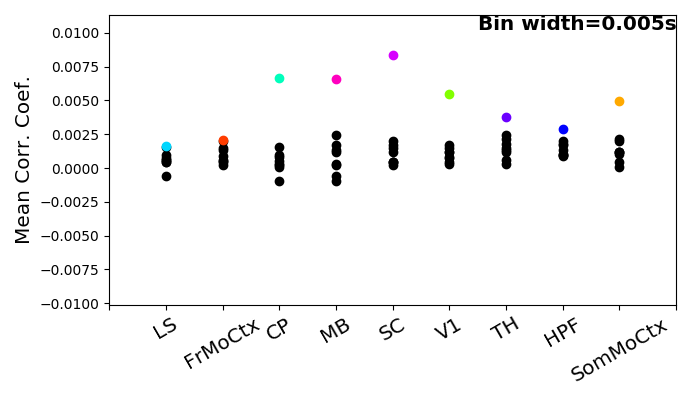 Bin width=0.005s
Mean Corr. Coef.
0.0100
0.0075
0.0050
0.0025
0.0000
−0.0025
−0.0050
−0.0075
−0.0100
LS
FrMoCtx
CP
MB
SC
V1
TH
HPF
SomMoCtx